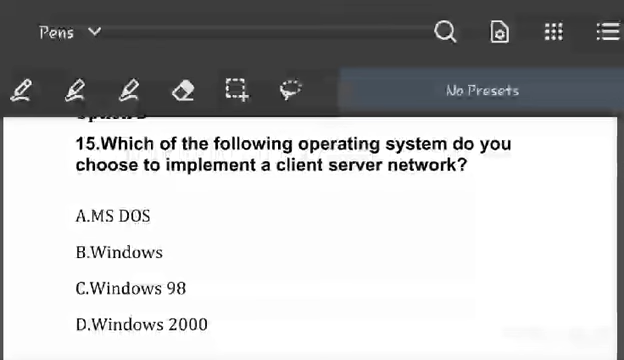 Pens
No Presets
15.Which of the following operating system do you
choose to implement a client server network?
A.MS DOS
B.Windows
C.Windows 98
D.Windows 2000